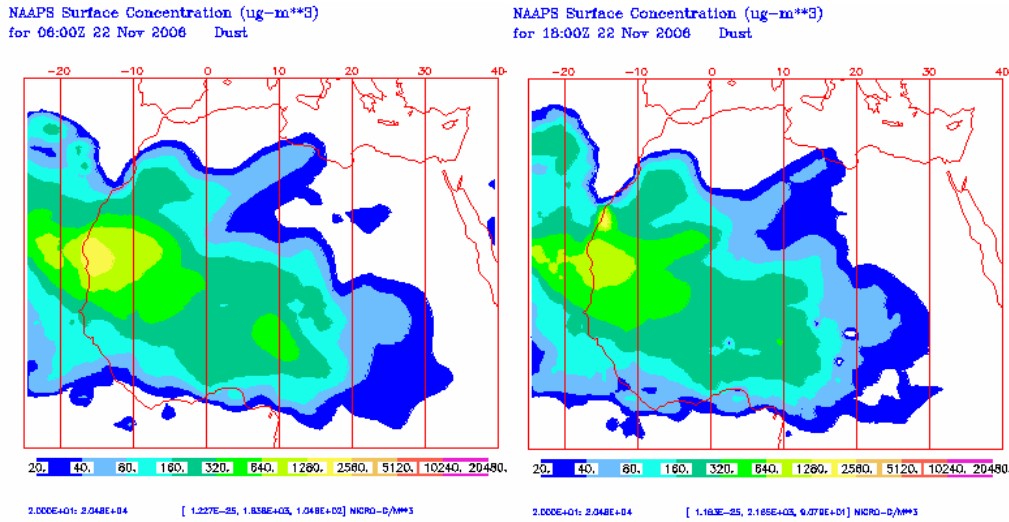 NAAPS Surface Concentration (ug-m**3)
for 06:00Z 22 Nov 2006 Dust
-20 -10 0 10 20 30 40
20. 40. 80. 160. 320. 640. 1280. 2560. 5120. 10240. 20480.
2.000E+01: 2.048E+04 [ 1.227E-25, 1.838E+03, 1.048E+02] MICRO-G/M**3
NAAPS Surface Concentration (ug-m**3)
for 18:00Z 22 Nov 2006 Dust
-20 -10 0 10 20 30 40
20. 40. 80. 160. 320. 640. 1280. 2560. 5120. 10240. 20480.
2.000E+01: 2.048E+04 [ 1.183E-25, 2.165E+03, 9.079E+01] MICRO-G/M**3